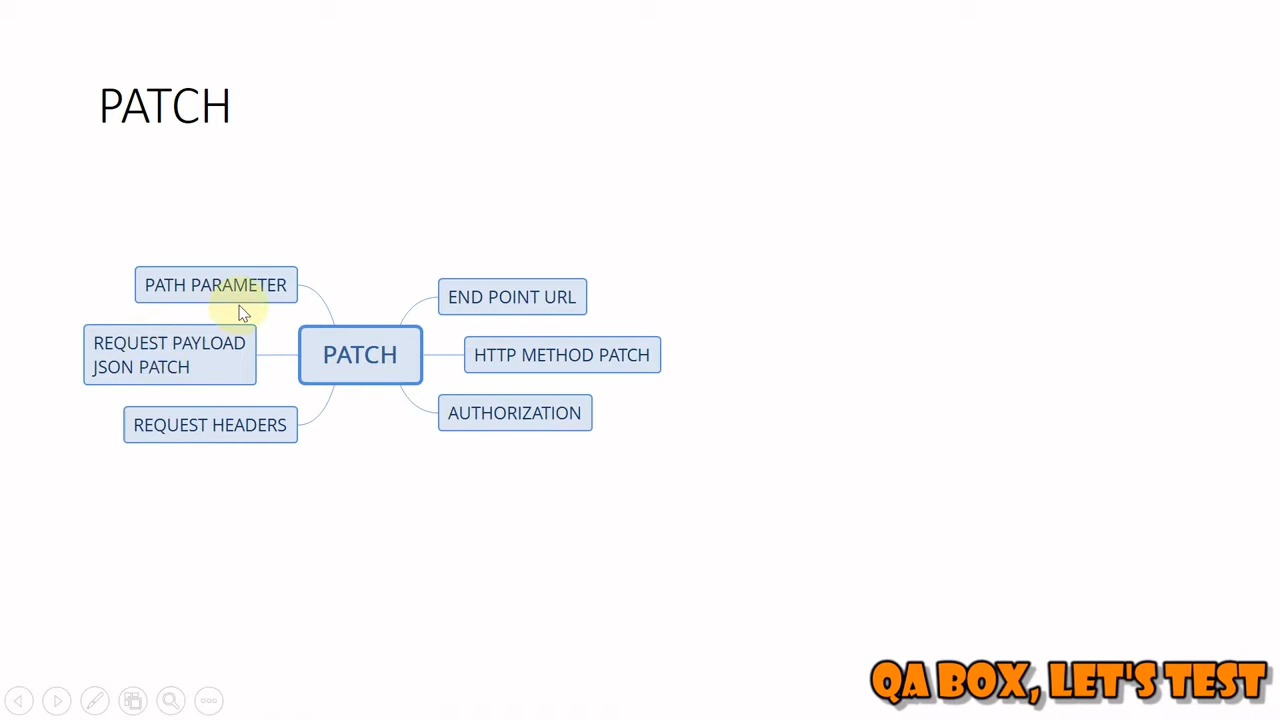 PATCH
PATH PARAMETER
REQUEST PAYLOAD
JSON PATCH
REQUEST HEADERS
PATCH
END POINT URL
HTTP METHOD PATCH
AUTHORIZATION
QA BOX, LET'S TEST